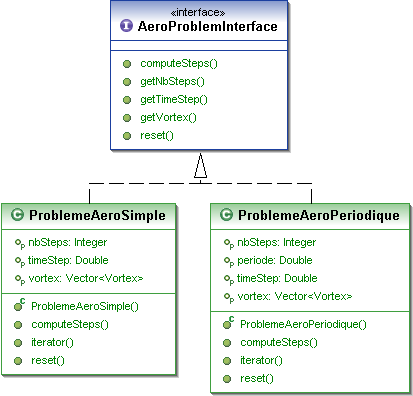 «interface»
I AeroProblemInterface
computeSteps()
getNbSteps()
getTimeStep()
getVortex()
reset()
C ProblemeAeroSimple
P nbSteps: Integer
P timeStep: Double
P vortex: Vector<Vortex>
C ProblemeAeroSimple()
computeSteps()
iterator()
reset()
C ProblemeAeroPeriodique
P nbSteps: Integer
P periode: Double
P timeStep: Double
P vortex: Vector<Vortex>
C ProblemeAeroPeriodique()
computeSteps()
iterator()
reset()